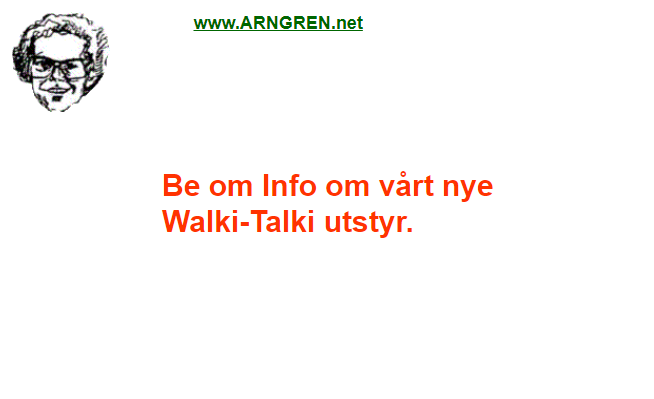 www.ARNGREN.net
Be om Info om vårt nye
Walki-Talki utstyr.